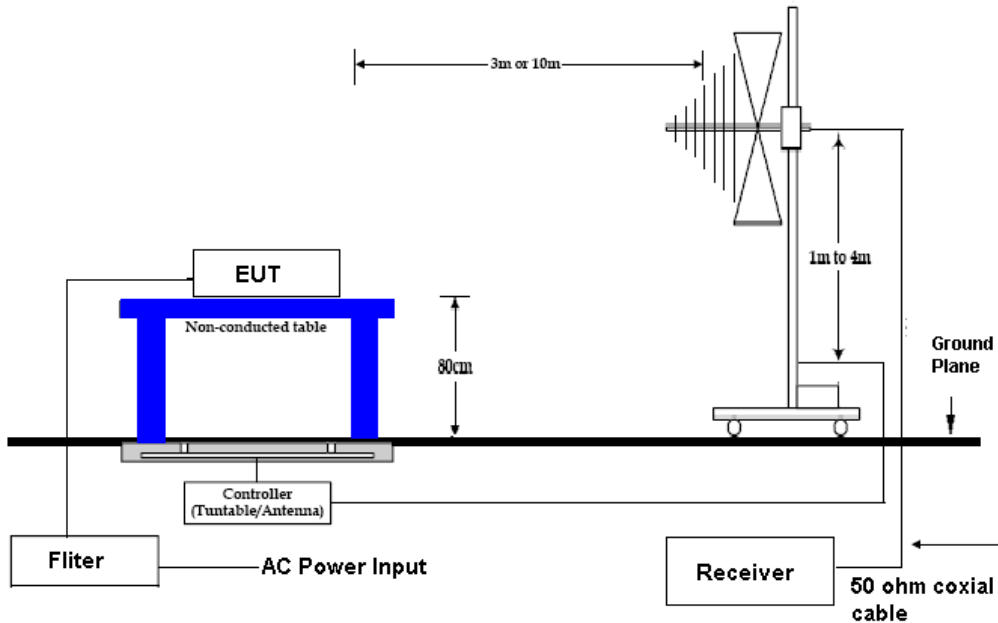 3m or 10m
1m to 4m
EUT
Non-conducted table
80cm
Ground
Plane
Controller
(Tuntable/Antenna)
Fliter
AC Power Input
Receiver
50 ohm coxial
cable